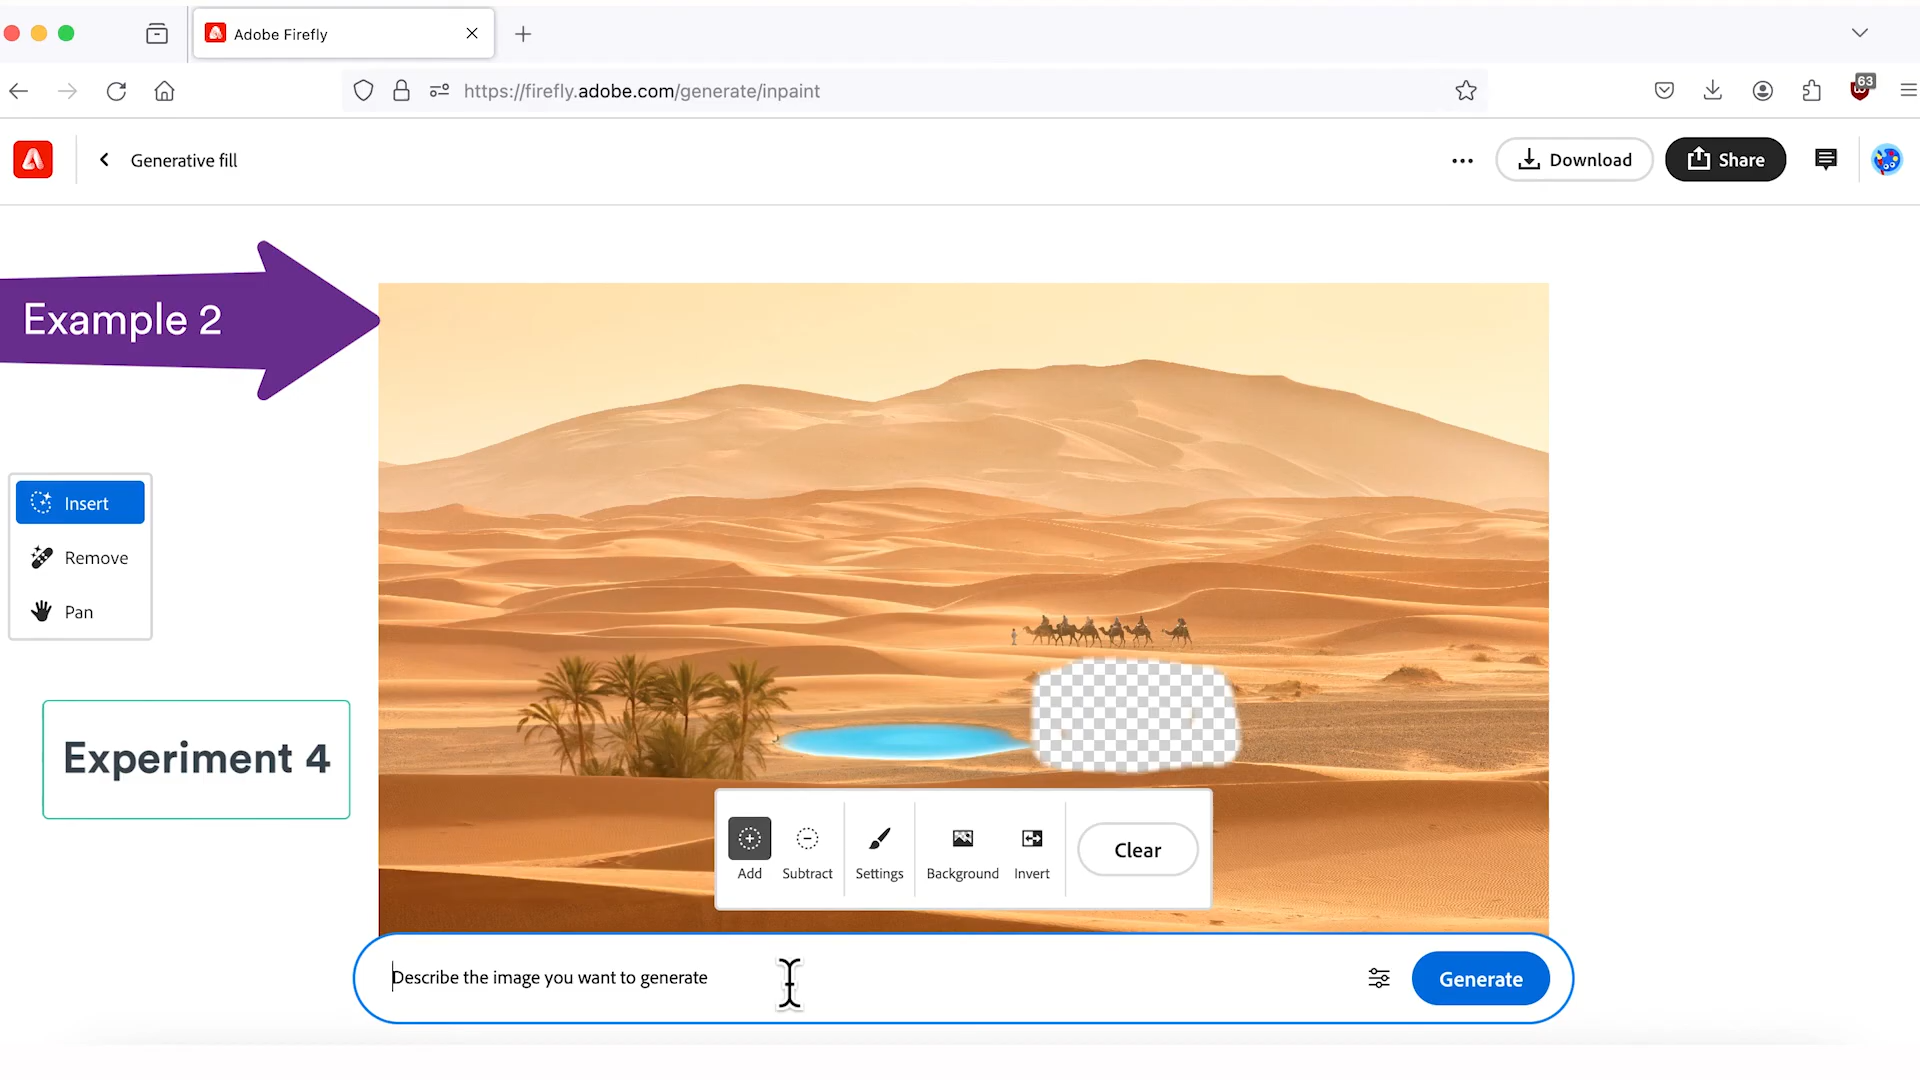 Adobe Firefly
https://firefly.adobe.com/generate/inpaint
63
Generative fill
Download
Share
Example 2
Insert
Remove
Pan
Experiment 4
Add
Subtract
Settings
Background
Invert
Clear
Describe the image you want to generate
Generate